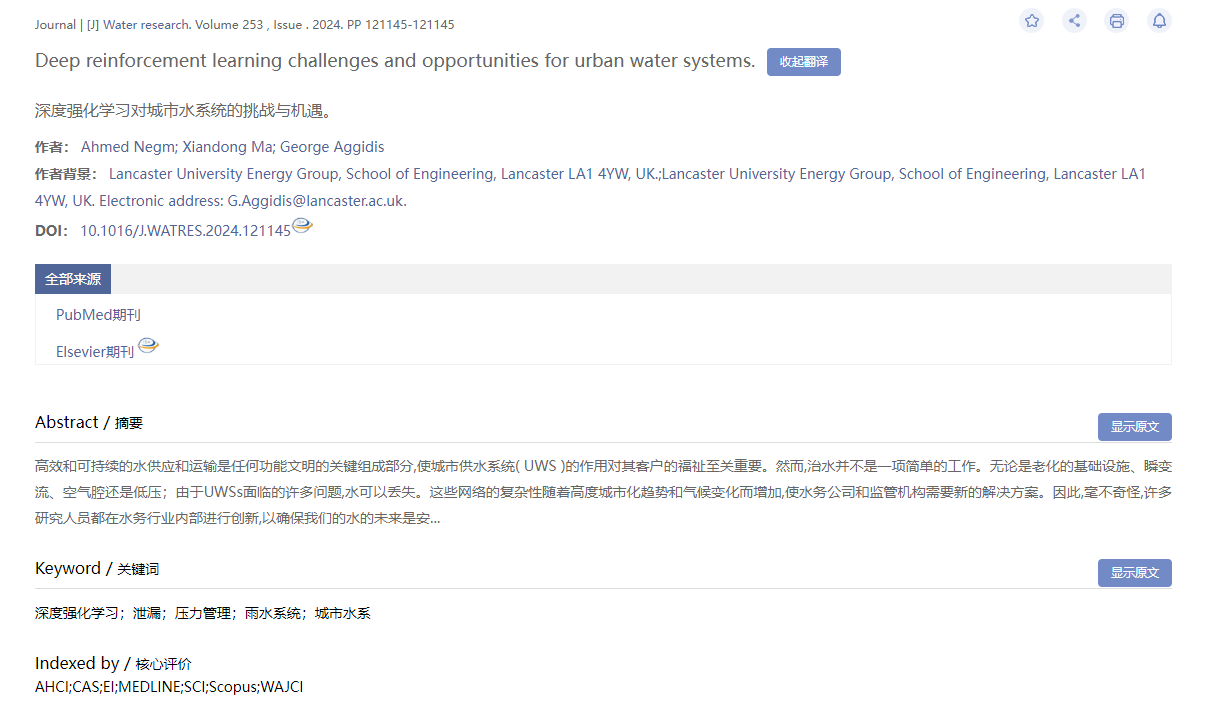 Journal | [J] Water research. Volume 253 , Issue . 2024. PP 121145-121145
Deep reinforcement learning challenges and opportunities for urban water systems. 收起翻译
深度强化学习对城市水系统的挑战与机遇。
作者： Ahmed Negm; Xiandong Ma; George Aggidis
作者背景： Lancaster University Energy Group, School of Engineering, Lancaster LA1 4YW, UK.;Lancaster University Energy Group, School of Engineering, Lancaster LA1
4YW, UK. Electronic address: G.Aggidis@lancaster.ac.uk.
DOI： 10.1016/J.WATRES.2024.121145
全部来源
PubMed期刊
Elsevier期刊
Abstract / 摘要
显示原文
高效和可持续的水供应和运输是任何功能文明的关键组成部分,使城市供水系统( UWS )的作用对其客户的福祉至关重要。然而,治水并不是一项简单的工作。无论是老化的基础设施、瞬变
流、空气腔还是低压；由于UWSs面临的许多问题,水可以丢失。这些网络的复杂性随着高度城市化趋势和气候变化而增加,使水务公司和监管机构需要新的解决方案。因此,毫不奇怪,许多
研究人员都在水务行业内部进行创新,以确保我们的水的未来是安...
Keyword / 关键词
显示原文
深度强化学习；泄漏；压力管理；雨水系统；城市水系
Indexed by / 核心评价
AHCI;CAS;EI;MEDLINE;SCI;Scopus;WAJCI